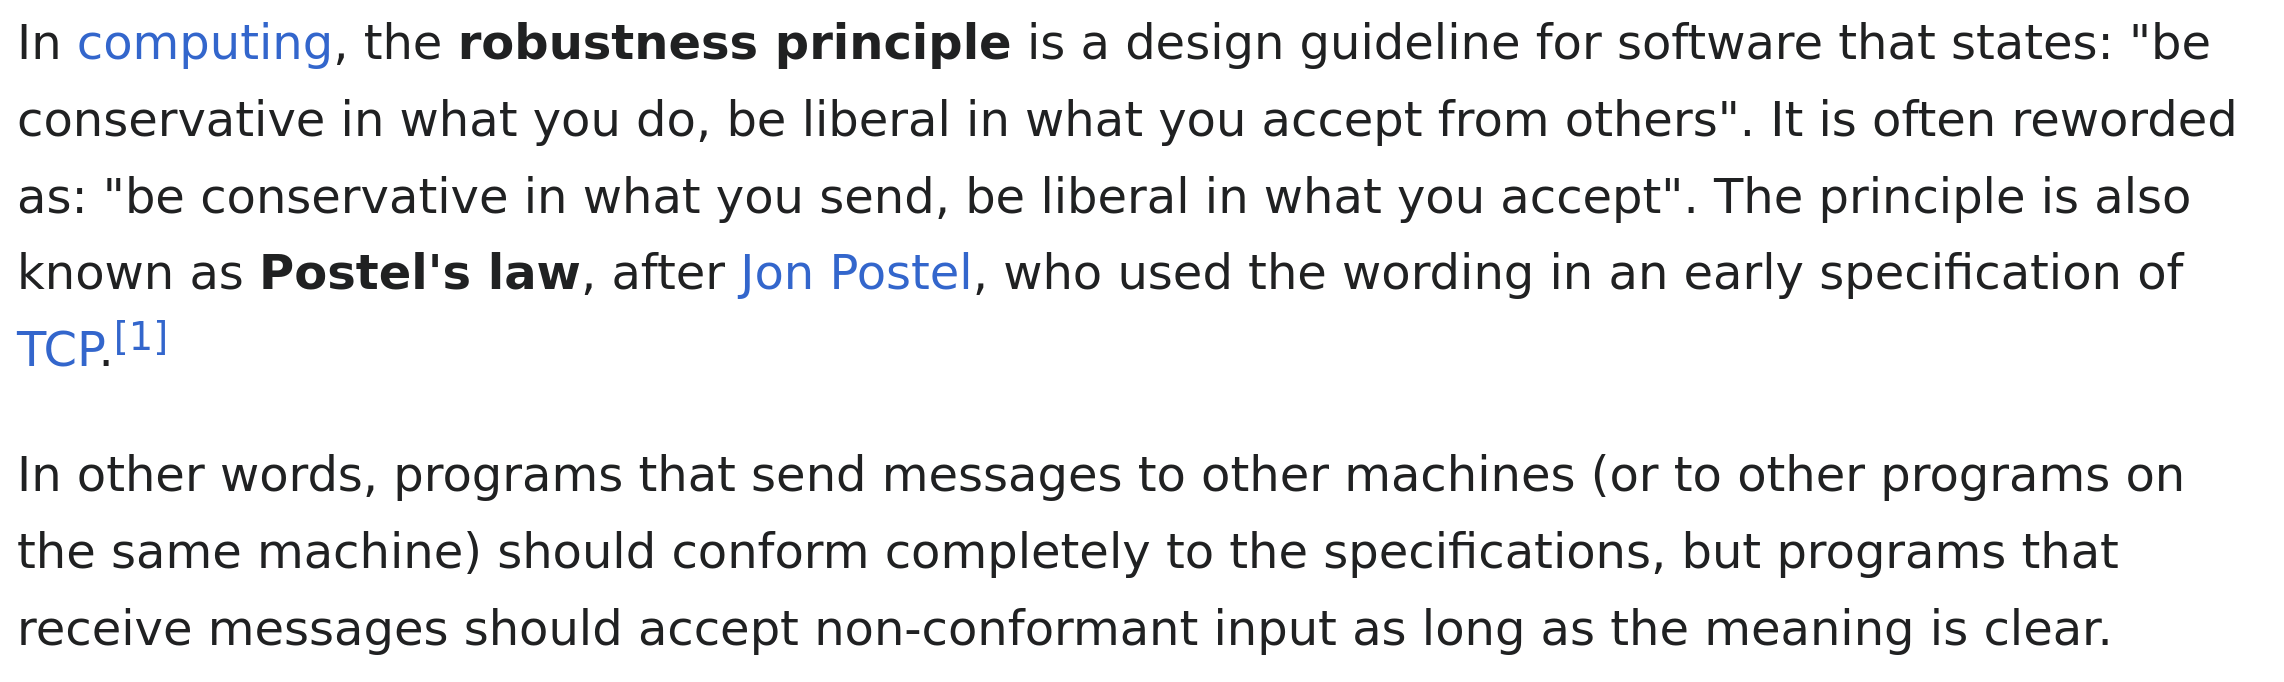 In computing, the robustness principle is a design guideline for software that states: "be
conservative in what you do, be liberal in what you accept from others". It is often reworded
as: "be conservative in what you send, be liberal in what you accept". The principle is also
known as Postel's law, after Jon Postel, who used the wording in an early specification of
TCP.[1]
In other words, programs that send messages to other machines (or to other programs on
the same machine) should conform completely to the specifications, but programs that
receive messages should accept non-conformant input as long as the meaning is clear.